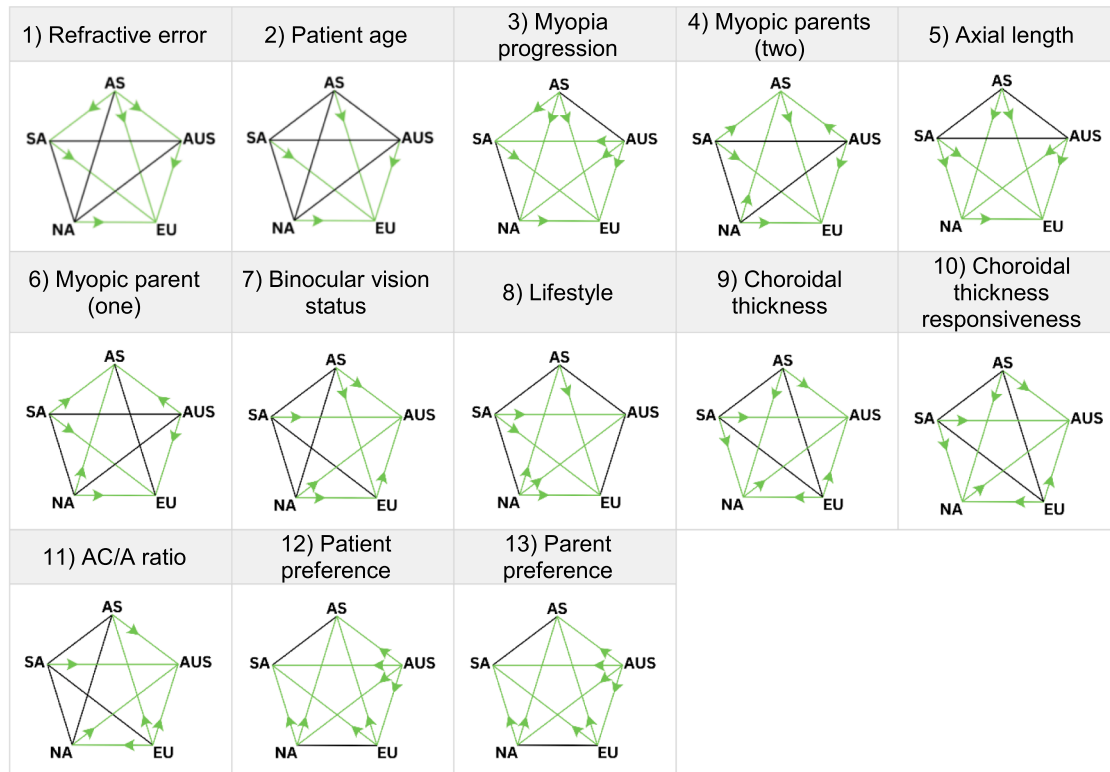 1) Refractive error
2) Patient age
3) Myopia
progression
4) Myopic parents
(two)
5) Axial length
AS
SA
AUS
NA
EU
AS
SA
AUS
NA
EU
AS
SA
AUS
NA
EU
AS
SA
AUS
NA
EU
AS
SA
AUS
NA
EU
6) Myopic parent
(one)
7) Binocular vision
status
8) Lifestyle
9) Choroidal
thickness
10) Choroidal
thickness
responsiveness
AS
SA
AUS
NA
EU
AS
SA
AUS
NA
EU
AS
SA
AUS
NA
EU
AS
SA
AUS
NA
EU
AS
SA
AUS
NA
EU
11) AC/A ratio
12) Patient
preference
13) Parent
preference
AS
SA
AUS
NA
EU
AS
SA
AUS
NA
EU
AS
SA
AUS
NA
EU